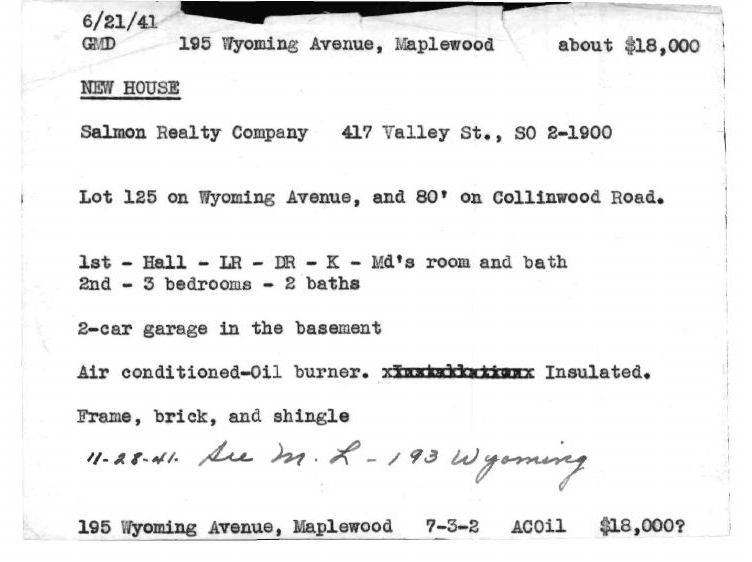 6/21/41
GMD 195 Wyoming Avenue, Maplewood about $18,000
NEW HOUSE
Salmon Realty Company 417 Valley St., SO 2-1900
Lot 125 on Wyoming Avenue, and 80' on Collinwood Road.
1st - Hall - LR - DR - K - Md's room and bath
2nd - 3 bedrooms - 2 baths
2-car garage in the basement
Air conditioned-Oil burner. Insulated.
Frame, brick, and shingle
11-28-41. See M. L - 193 Wyoming
195 Wyoming Avenue, Maplewood 7-3-2 ACOil $18,000?